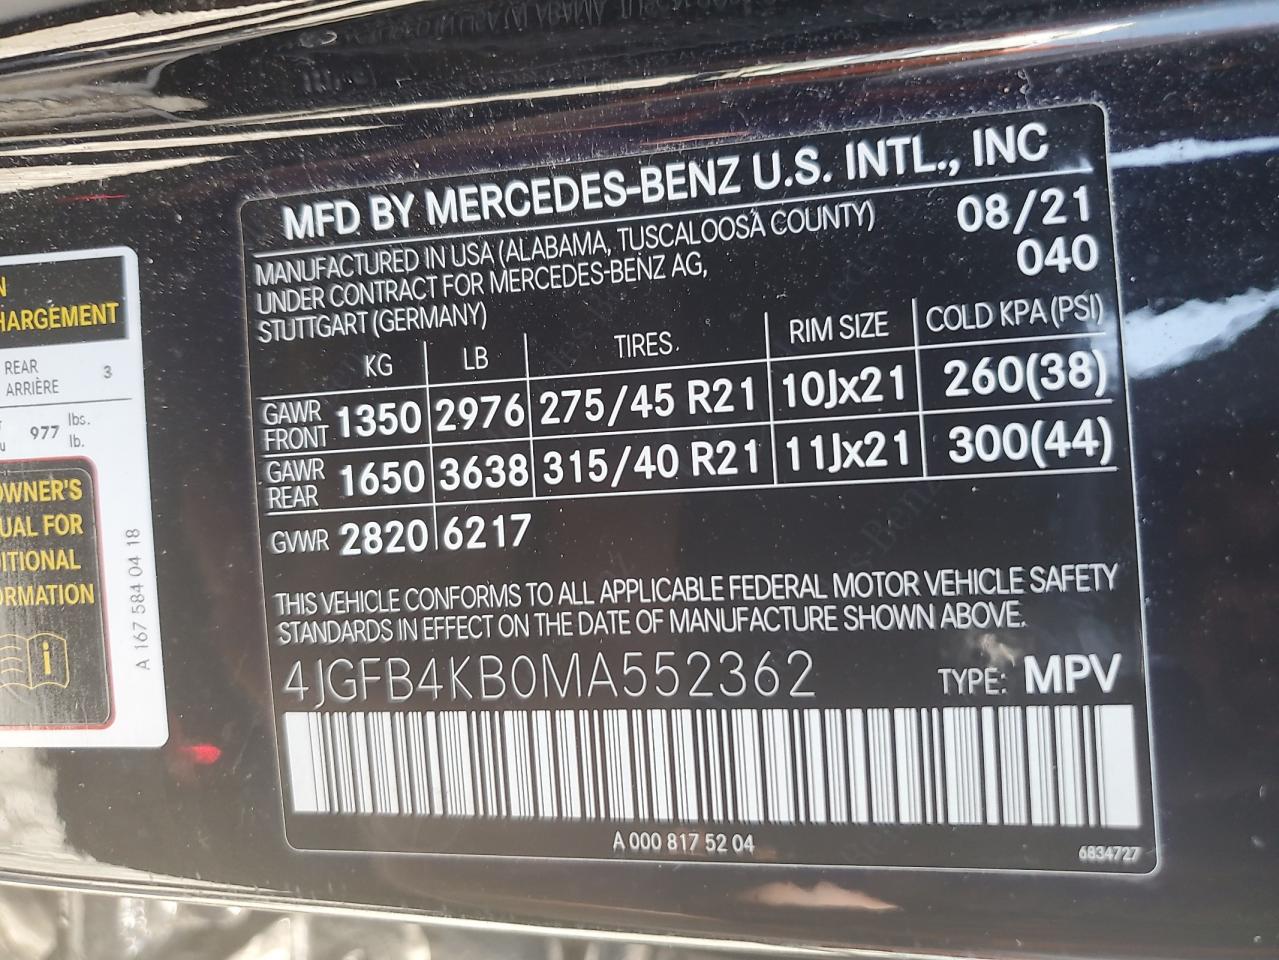 N
HARGEMENT
REAR
ARRIÈRE
3
977 lbs.
lb.
OWNER'S
UAL FOR
ITIONAL
ORMATION
i
A 167 584 04 18
MFD BY MERCEDES-BENZ U.S. INTL., INC
MANUFACTURED IN USA (ALABAMA, TUSCALOOSA COUNTY) 08/21
UNDER CONTRACT FOR MERCEDES-BENZ AG, 040
STUTTGART (GERMANY)
KG LB TIRES. RIM SIZE COLD KPA (PSI)
GAWR FRONT 1350 2976 275/45 R21 10Jx21 260(38)
GAWR REAR 1650 3638 315/40 R21 11Jx21 300(44)
GVWR 2820 6217
THIS VEHICLE CONFORMS TO ALL APPLICABLE FEDERAL MOTOR VEHICLE SAFETY
STANDARDS IN EFFECT ON THE DATE OF MANUFACTURE SHOWN ABOVE.
4JGFB4KB0MA552362 TYPE: MPV
A 000 817 52 04
6834727